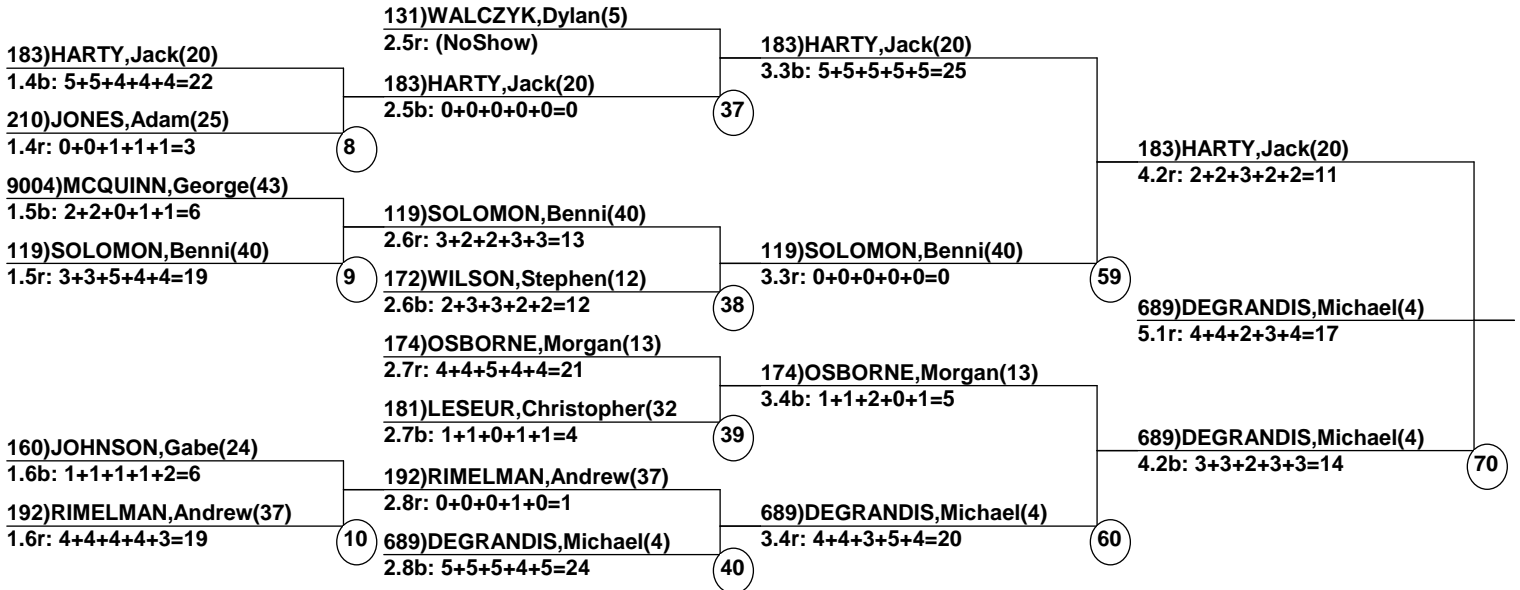 183)HARTY,Jack(20)
1.4b: 5+5+4+4+4=22
210)JONES,Adam(25)
1.4r: 0+0+1+1+1=3
8
9004)MCQUINN,George(43)
1.5b: 2+2+0+1+1=6
119)SOLOMON,Benni(40)
1.5r: 3+3+5+4+4=19
9
160)JOHNSON,Gabe(24)
1.6b: 1+1+1+1+2=6
192)RIMELMAN,Andrew(37)
1.6r: 4+4+4+4+3=19
10
131)WALCZYK,Dylan(5)
2.5r: (NoShow)
183)HARTY,Jack(20)
2.5b: 0+0+0+0+0=0
37
119)SOLOMON,Benni(40)
2.6r: 3+2+2+3+3=13
172)WILSON,Stephen(12)
2.6b: 2+3+3+2+2=12
38
174)OSBORNE,Morgan(13)
2.7r: 4+4+5+4+4=21
181)LESEUR,Christopher(32
2.7b: 1+1+0+1+1=4
39
192)RIMELMAN,Andrew(37)
2.8r: 0+0+0+1+0=1
689)DEGRANDIS,Michael(4)
2.8b: 5+5+5+4+5=24
40
183)HARTY,Jack(20)
3.3b: 5+5+5+5+5=25
119)SOLOMON,Benni(40)
3.3r: 0+0+0+0+0=0
59
174)OSBORNE,Morgan(13)
3.4b: 1+1+2+0+1=5
689)DEGRANDIS,Michael(4)
3.4r: 4+4+3+5+4=20
60
183)HARTY,Jack(20)
4.2r: 2+2+3+2+2=11
689)DEGRANDIS,Michael(4)
5.1r: 4+4+2+3+4=17
689)DEGRANDIS,Michael(4)
4.2b: 3+3+2+3+3=14
70